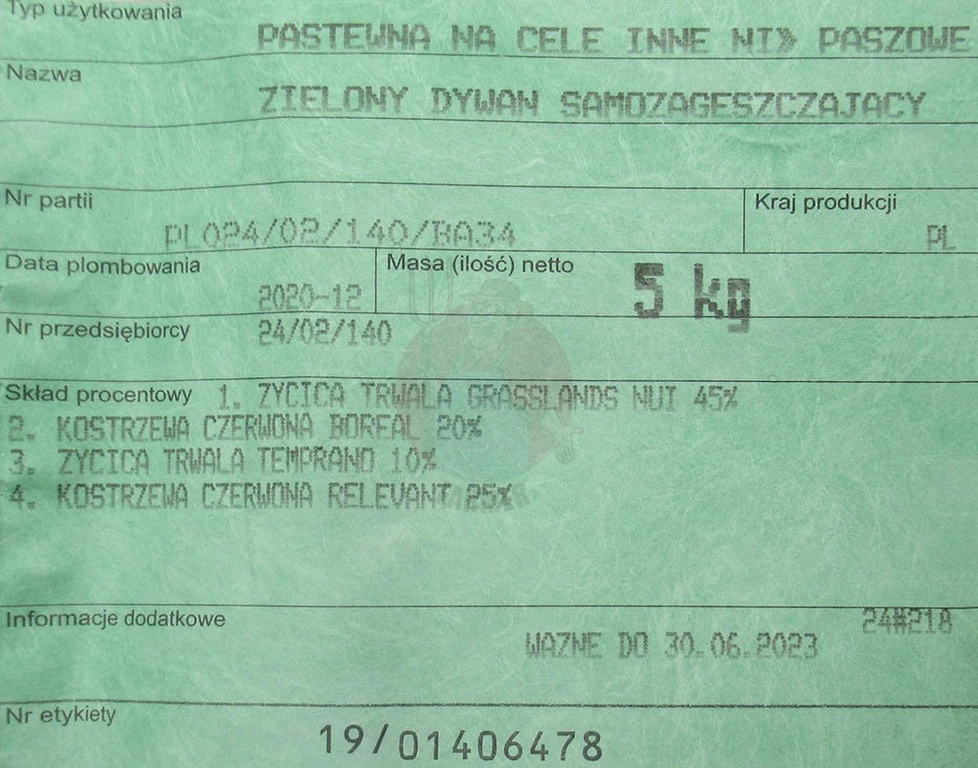 Typ użytkowania
PASTEWNA NA CELE INNE NI» PASZOWE
Nazwa
ZIELONY DYWAN SAMOZAGESZCZAJACY
Nr partii
PL024/02/140/BA34
Kraj produkcji
PL
Data plombowania
2020-12
Masa (ilość) netto
5 kg
Nr przedsiębiorcy
24/02/140
Skład procentowy 1. ZYCICA TRWALA GRASSLANDS NUI 45%
2. KOSTRZEWA CZERWONA BOREAL 20%
3. ZYCICA TRWALA TEMPRANO 10%
4. KOSTRZEWA CZERWONA RELEVANT 25%
Informacje dodatkowe
24#218
WAZNE DO 30.06.2023
Nr etykiety
19/01406478